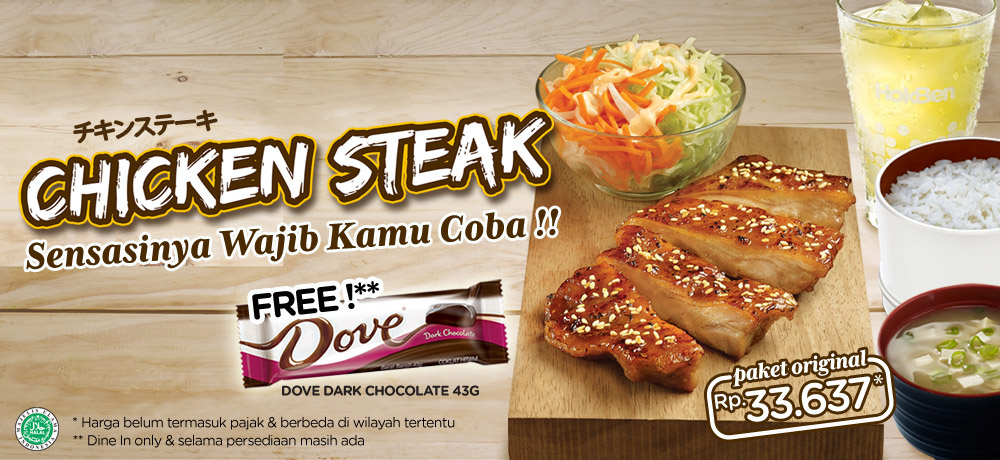 チキンステーキ
CHICKEN STEAK
Sensasinya Wajib Kamu Coba !!
FREE !**
Dove
Dark Chocolate
DOVE DARK CHOCOLATE 43G
HokBen
paket original
Rp. 33.637*
* Harga belum termasuk pajak & berbeda di wilayah tertentu
** Dine In only & selama persediaan masih ada
HALAL